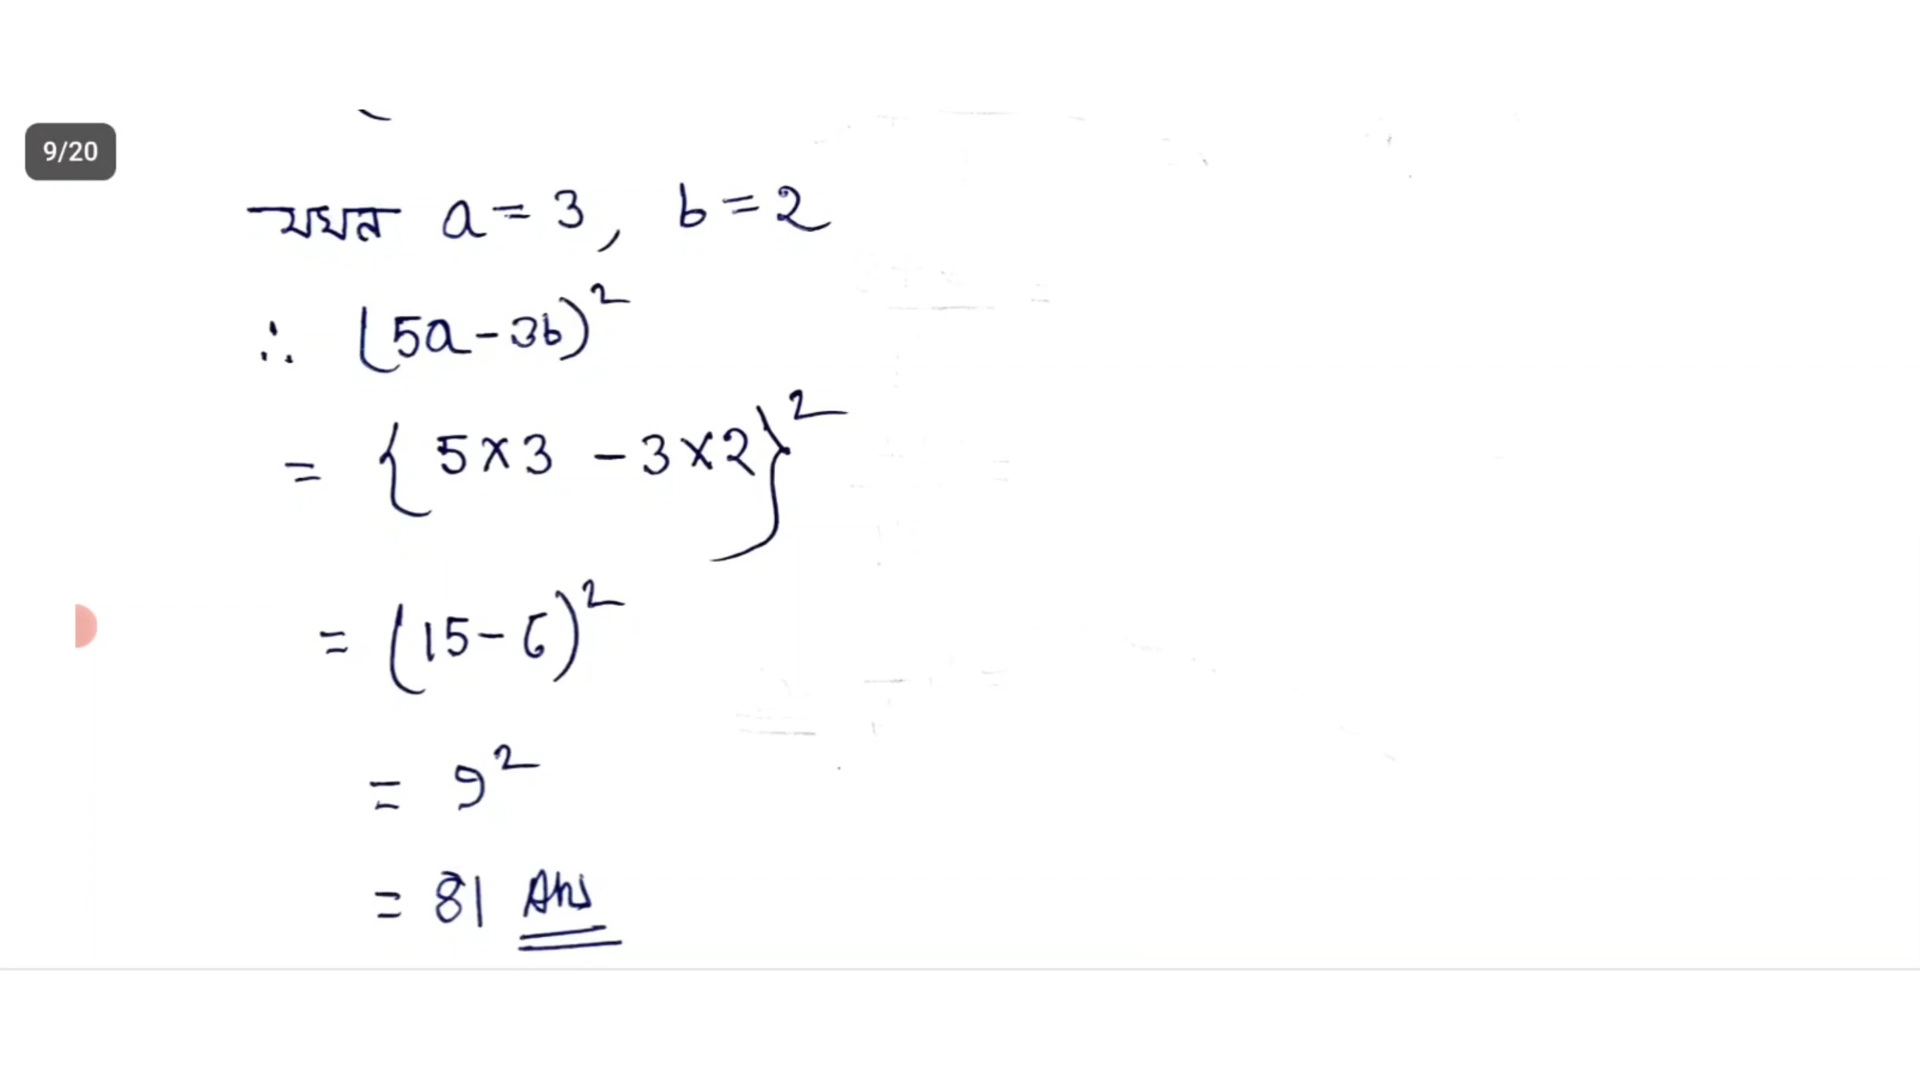 9/20
যখন a = 3, b = 2
∴ (5a - 3b)²
= { 5×3 - 3×2}²
= (15 - 6)²
= 9²
= 81 Ans